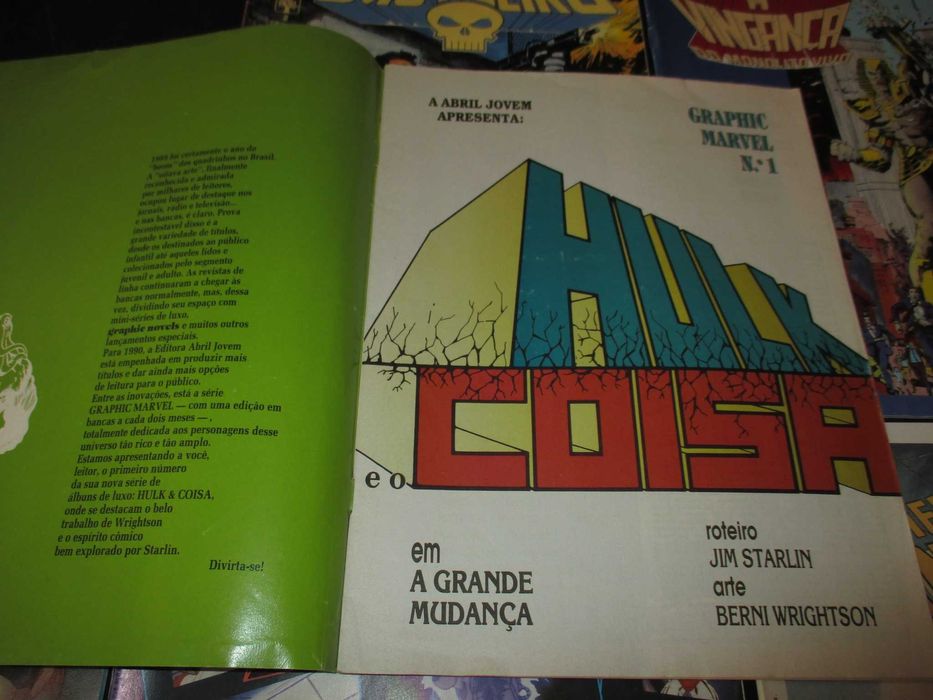 1989 foi certamente o ano do
"boom" dos quadrinhos no Brasil.
A "oitava arte", finalmente
reconhecida e admirada
por milhares de leitores,
ocupou lugar de destaque nos
jornais, rádio e televisão...
e nas bancas, é claro. Prova
incontestável disso é a
grande variedade de títulos,
desde os destinados ao público
infantil até aqueles lidos e
colecionados pelo segmento
juvenil e adulto. As revistas de
linha continuaram a chegar às
bancas normalmente, mas, dessa
vez, dividindo seu espaço com
mini-séries de luxo,
graphic novels e muitos outros
lançamentos especiais.
Para 1990, a Editora Abril Jovem
está empenhada em produzir mais
títulos e dar ainda mais opções
de leitura para o público.
Entre as inovações, está a série
GRAPHIC MARVEL — com uma edição em
bancas a cada dois meses —,
totalmente dedicada aos personagens desse
universo tão rico e tão amplo.
Estamos apresentando a você,
leitor, o primeiro número
da sua nova série de
álbuns de luxo: HULK & COISA,
onde se destacam o belo
trabalho de Wrightson
e o espírito cômico
bem explorado por Starlin.
Divirta-se!
A ABRIL JOVEM
APRESENTA:
GRAPHIC
MARVEL
N.º 1
HULK
e o COISA
em
A GRANDE
MUDANÇA
roteiro
JIM STARLIN
arte
BERNI WRIGHTSON
A
VINGANÇA
DO MONOLITO VIVO